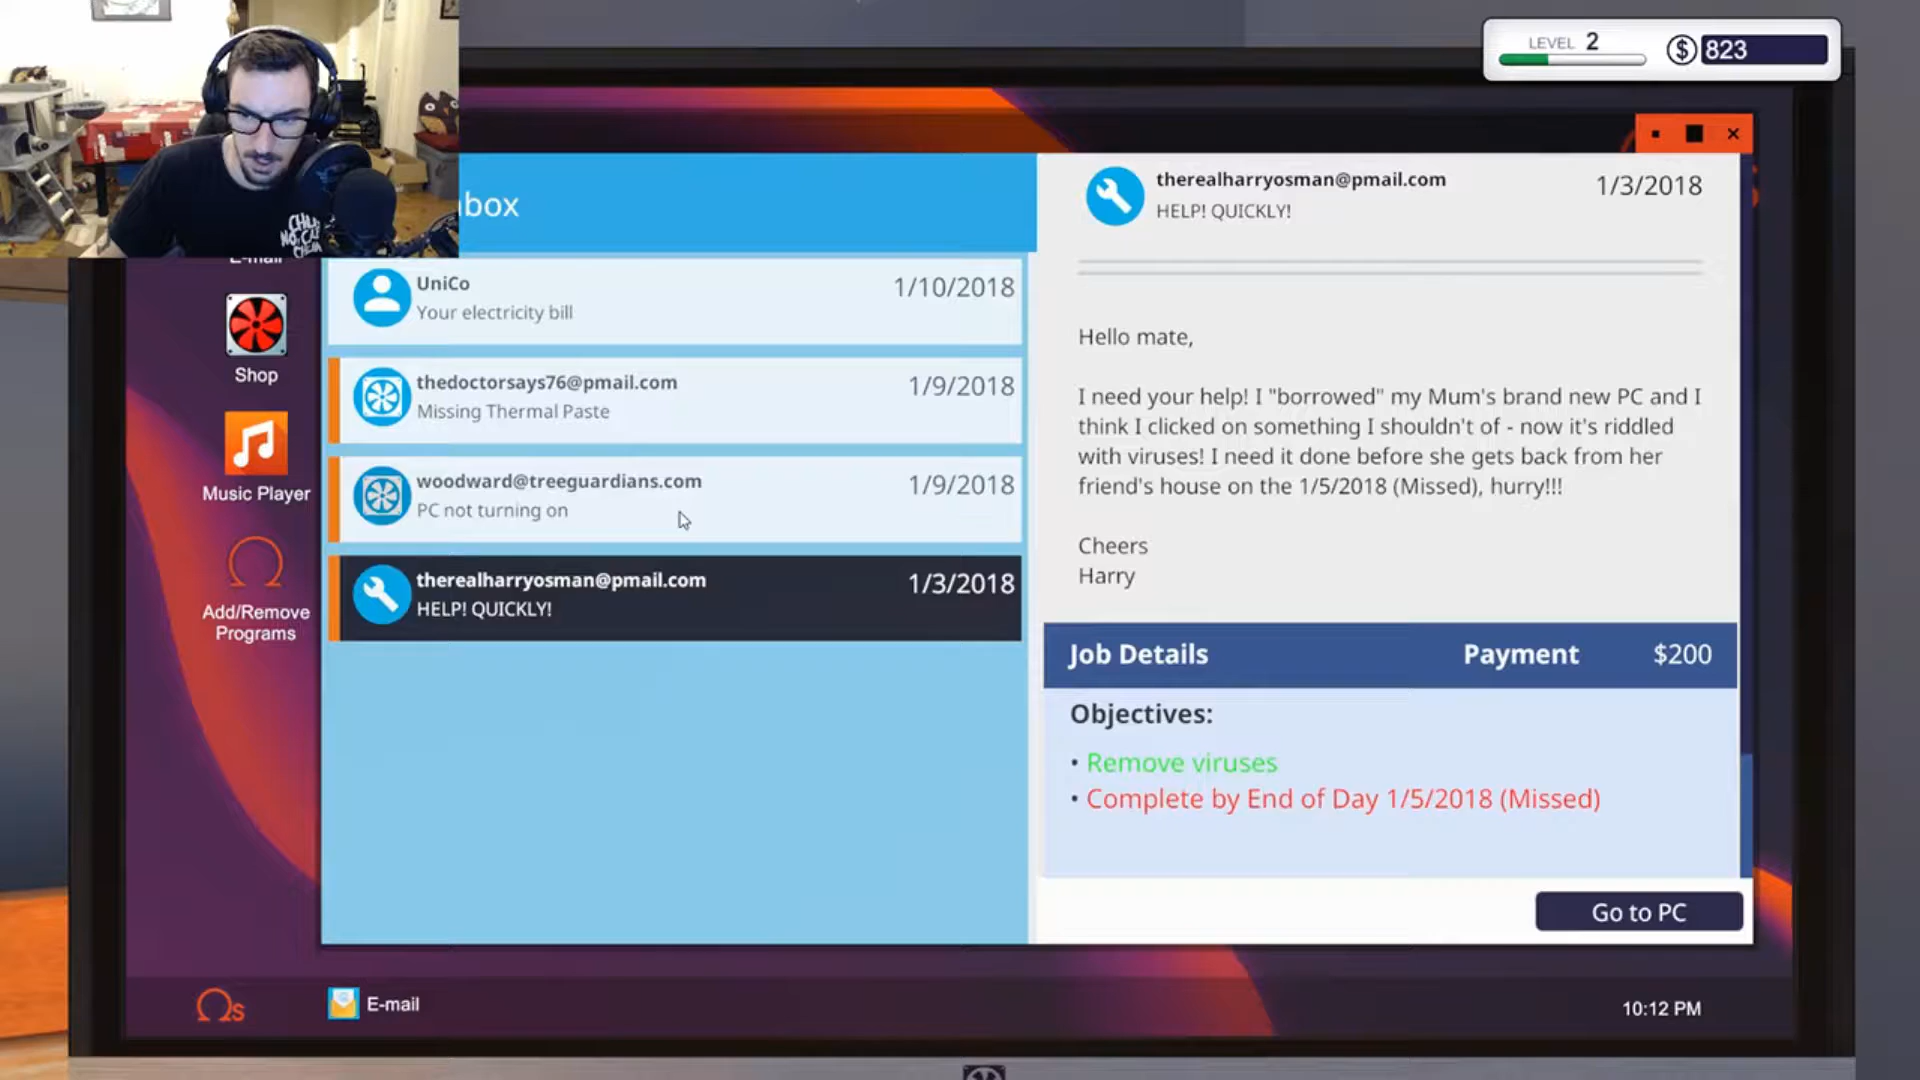 LEVEL 2
$ 823
CHILL
NO CAP
CHEWA
box
E-mail
Shop
Music Player
Add/Remove
Programs
UniCo
1/10/2018
Your electricity bill
thedoctorsays76@pmail.com
1/9/2018
Missing Thermal Paste
woodward@treeguardians.com
1/9/2018
PC not turning on
therealharryosman@pmail.com
1/3/2018
HELP! QUICKLY!
therealharryosman@pmail.com
1/3/2018
HELP! QUICKLY!
Hello mate,
I need your help! I "borrowed" my Mum's brand new PC and I
think I clicked on something I shouldn't of - now it's riddled
with viruses! I need it done before she gets back from her
friend's house on the 1/5/2018 (Missed), hurry!!!
Cheers
Harry
Job Details Payment $200
Objectives:
• Remove viruses
• Complete by End of Day 1/5/2018 (Missed)
Go to PC
Ωs
E-mail
10:12 PM